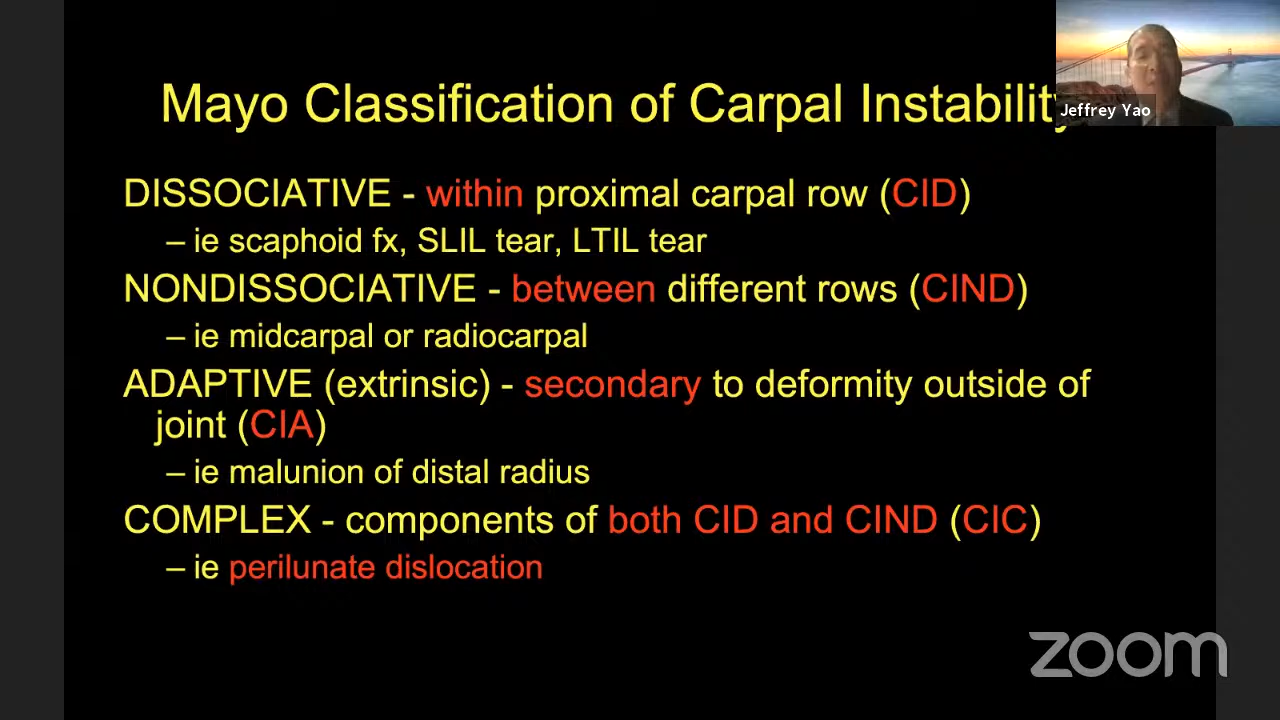 Mayo Classification of Carpal Instability
Jeffrey Yao
DISSOCIATIVE - within proximal carpal row (CID)
– ie scaphoid fx, SLIL tear, LTIL tear
NONDISSOCIATIVE - between different rows (CIND)
– ie midcarpal or radiocarpal
ADAPTIVE (extrinsic) - secondary to deformity outside of
joint (CIA)
– ie malunion of distal radius
COMPLEX - components of both CID and CIND (CIC)
– ie perilunate dislocation
zoom